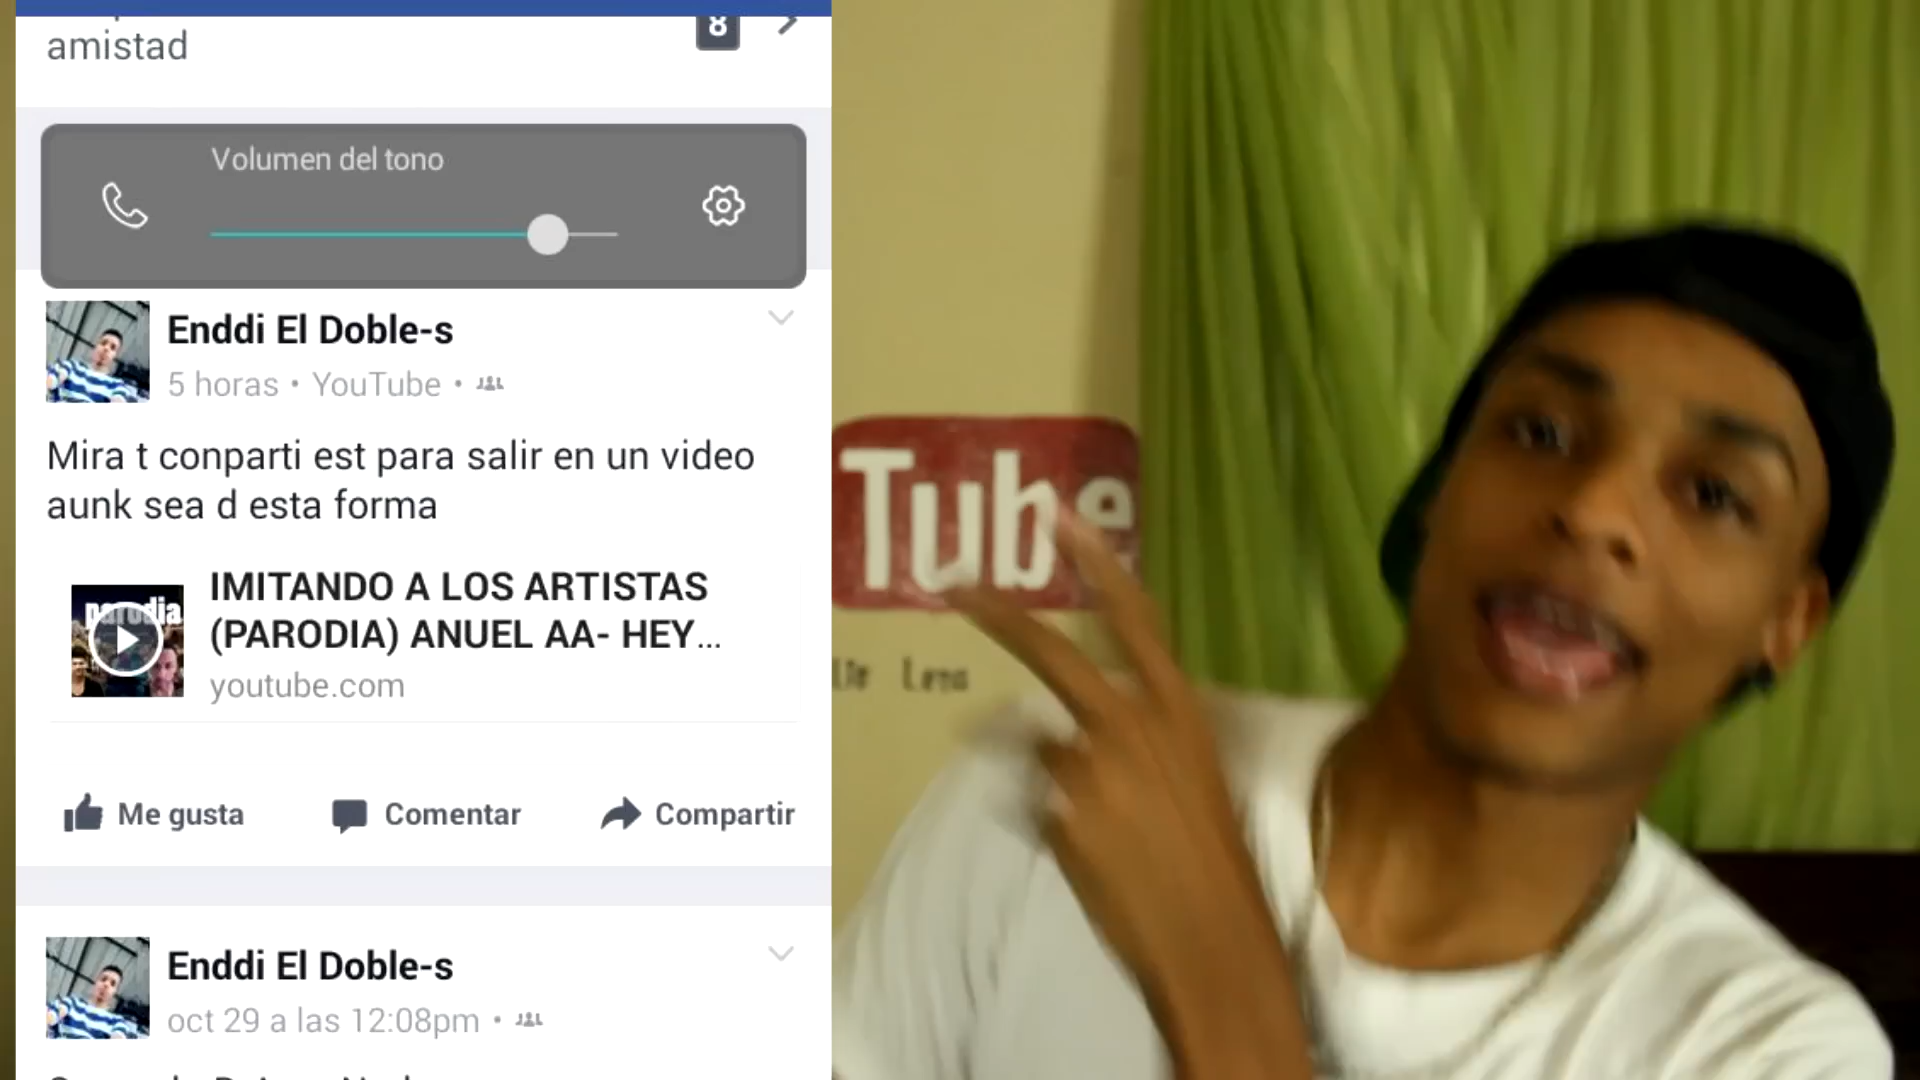 amistad
8
Volumen del tono
Enddi El Doble-s
5 horas • YouTube •
Mira t conparti est para salir en un video
aunk sea d esta forma
parodia
IMITANDO A LOS ARTISTAS
(PARODIA) ANUEL AA- HEY...
youtube.com
Me gusta
Comentar
Compartir
Enddi El Doble-s
oct 29 a las 12:08pm •
Tube